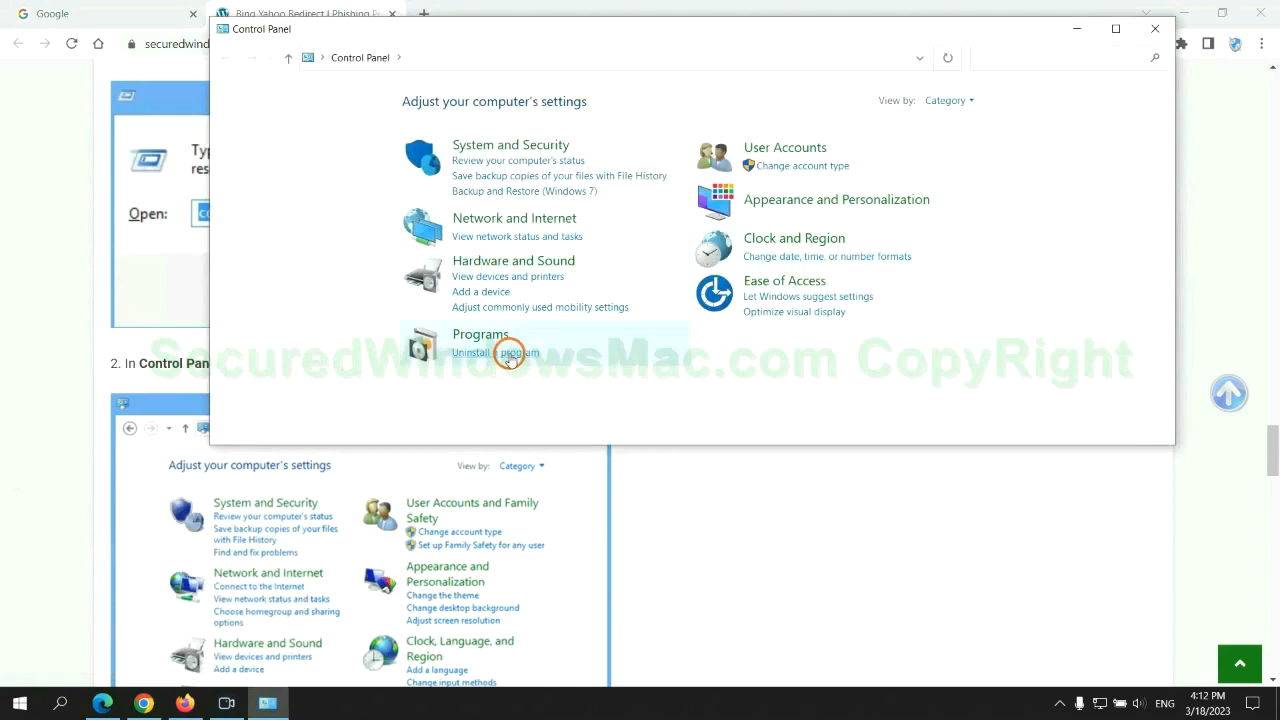 Google
Bing Yahoo Redirect Phishing
Control Panel
securedwind
Control Panel
Adjust your computer's settings
View by: Category
System and Security
Review your computer's status
Save backup copies of your files with File History
Backup and Restore (Windows 7)
Network and Internet
View network status and tasks
Hardware and Sound
View devices and printers
Add a device
Adjust commonly used mobility settings
Programs
Uninstall a program
User Accounts
Change account type
Appearance and Personalization
Clock and Region
Change date, time, or number formats
Ease of Access
Let Windows suggest settings
Optimize visual display
SecuredWindowsMac.com CopyRight
Open:
2. In Control Pan
Adjust your computer's settings
View by: Category
System and Security
Review your computer's status
Save backup copies of your files
with File History
Find and fix problems
Network and Internet
Connect to the Internet
View network status and tasks
Choose homegroup and sharing
options
Hardware and Sound
View devices and printers
Add a device
User Accounts and Family
Safety
Change account type
Set up Family Safety for any user
Appearance and
Personalization
Change the theme
Change desktop background
Adjust screen resolution
Clock, Language, and
Region
Add a language
Change input methods
ENG
4:12 PM
3/18/2023